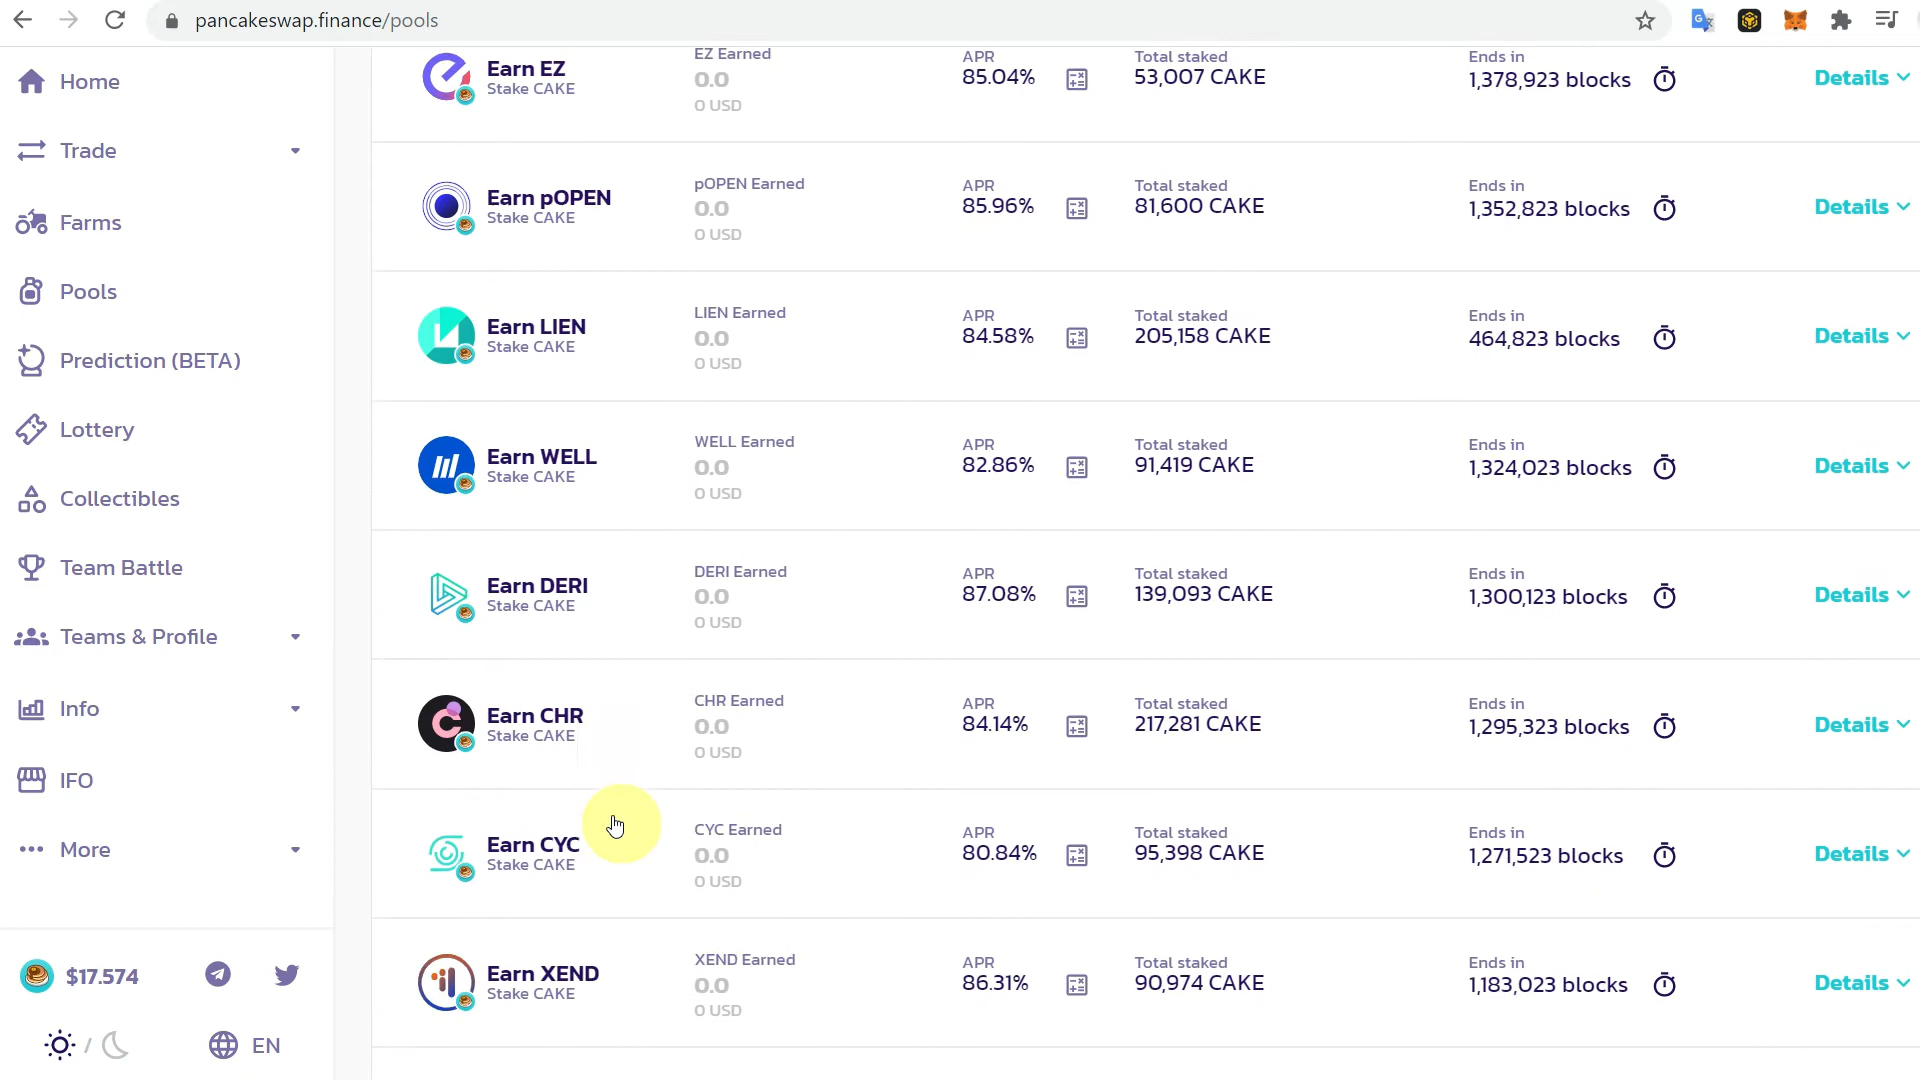 pancakeswap.finance/pools
Home
Trade
Farms
Pools
Prediction (BETA)
Lottery
Collectibles
Team Battle
Teams & Profile
Info
IFO
More
$17.574
/
EN
Earn EZ
Stake CAKE
EZ Earned
0.0
0 USD
APR
85.04%
Total staked
53,007 CAKE
Ends in
1,378,923 blocks
Details
Earn pOPEN
Stake CAKE
pOPEN Earned
0.0
0 USD
APR
85.96%
Total staked
81,600 CAKE
Ends in
1,352,823 blocks
Details
Earn LIEN
Stake CAKE
LIEN Earned
0.0
0 USD
APR
84.58%
Total staked
205,158 CAKE
Ends in
464,823 blocks
Details
Earn WELL
Stake CAKE
WELL Earned
0.0
0 USD
APR
82.86%
Total staked
91,419 CAKE
Ends in
1,324,023 blocks
Details
Earn DERI
Stake CAKE
DERI Earned
0.0
0 USD
APR
87.08%
Total staked
139,093 CAKE
Ends in
1,300,123 blocks
Details
Earn CHR
Stake CAKE
CHR Earned
0.0
0 USD
APR
84.14%
Total staked
217,281 CAKE
Ends in
1,295,323 blocks
Details
Earn CYC
Stake CAKE
CYC Earned
0.0
0 USD
APR
80.84%
Total staked
95,398 CAKE
Ends in
1,271,523 blocks
Details
Earn XEND
Stake CAKE
XEND Earned
0.0
0 USD
APR
86.31%
Total staked
90,974 CAKE
Ends in
1,183,023 blocks
Details